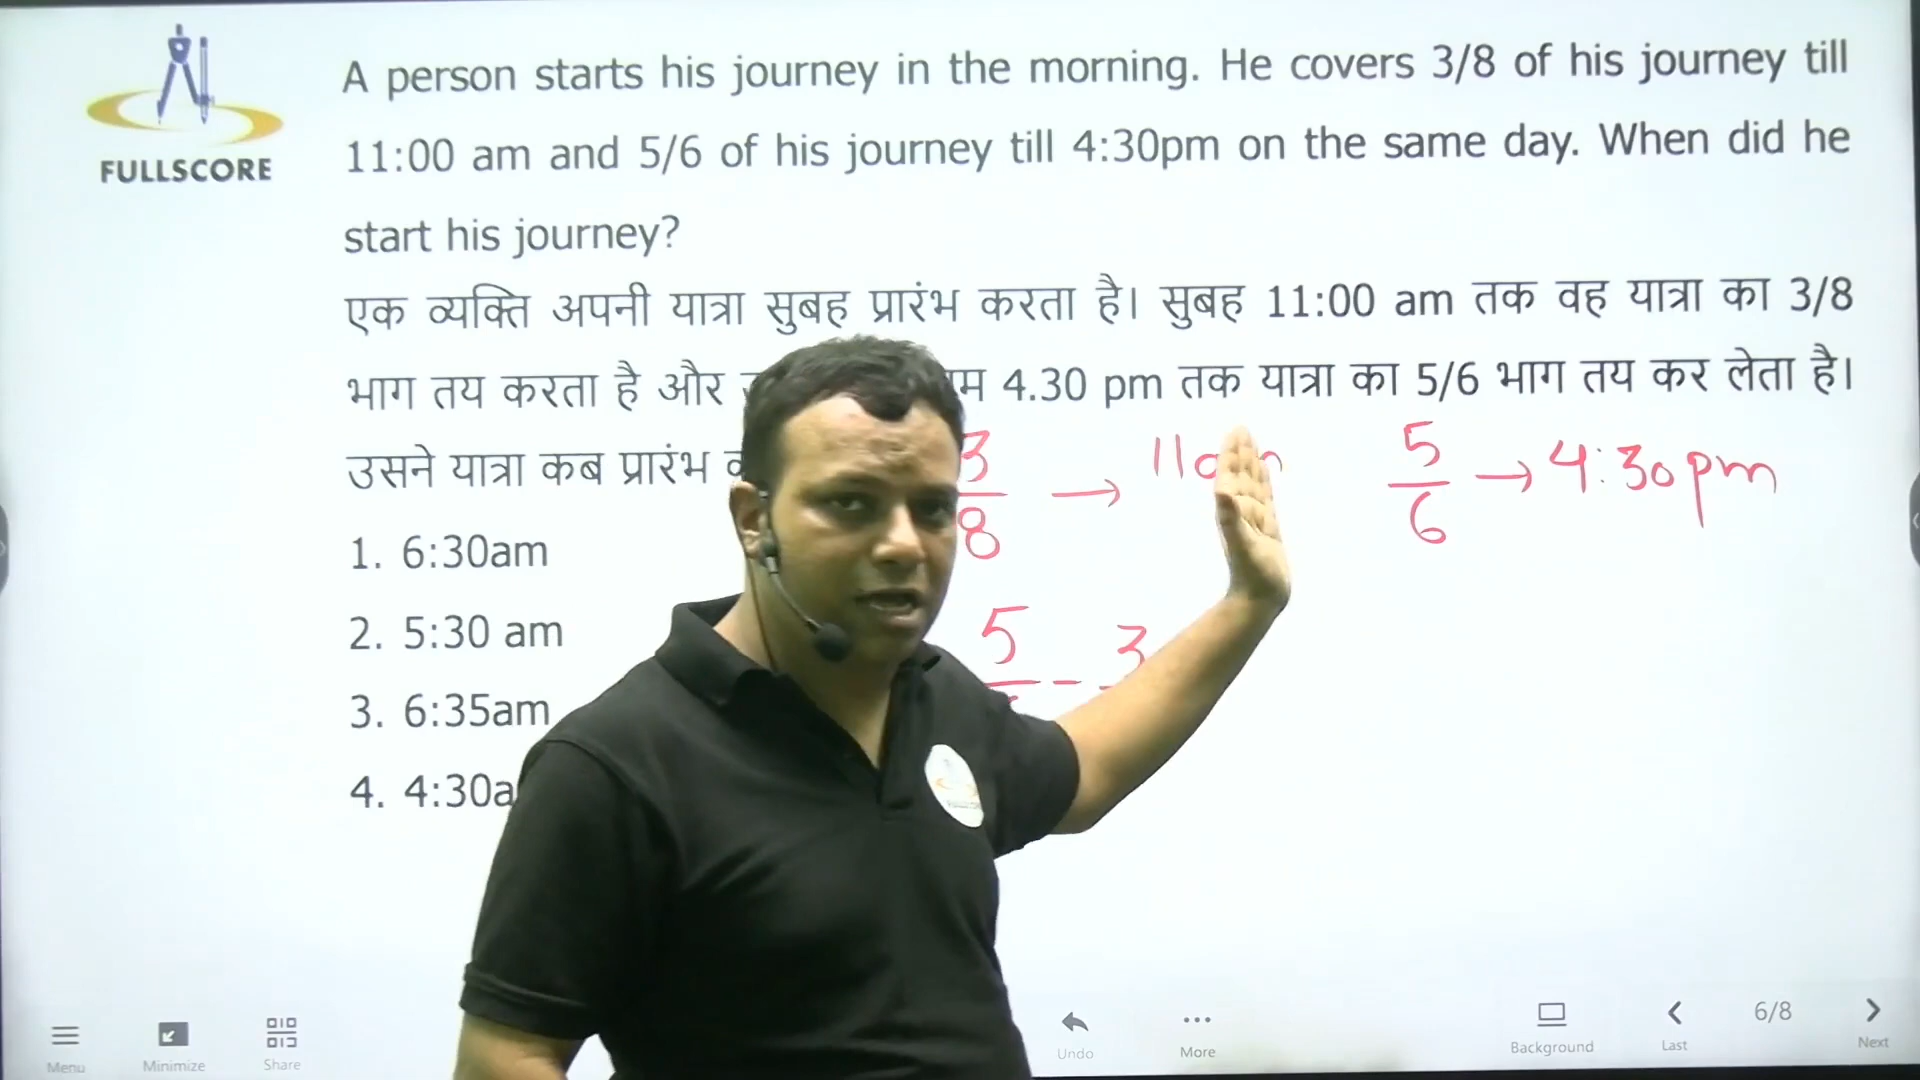 FULLSCORE
A person starts his journey in the morning. He covers 3/8 of his journey till
11:00 am and 5/6 of his journey till 4:30pm on the same day. When did he
start his journey?
एक व्यक्ति अपनी यात्रा सुबह प्रारंभ करता है। सुबह 11:00 am तक वह यात्रा का 3/8
भाग तय करता है और 4.30 pm तक यात्रा का 5/6 भाग तय कर लेता है।
उसने यात्रा कब प्रारंभ
3/8 → 11am
5/6 → 4:30pm
5 - 3
1. 6:30am
2. 5:30 am
3. 6:35am
4. 4:30a
Menu
Minimize
Share
Undo
More
Background
Last
6/8
Next